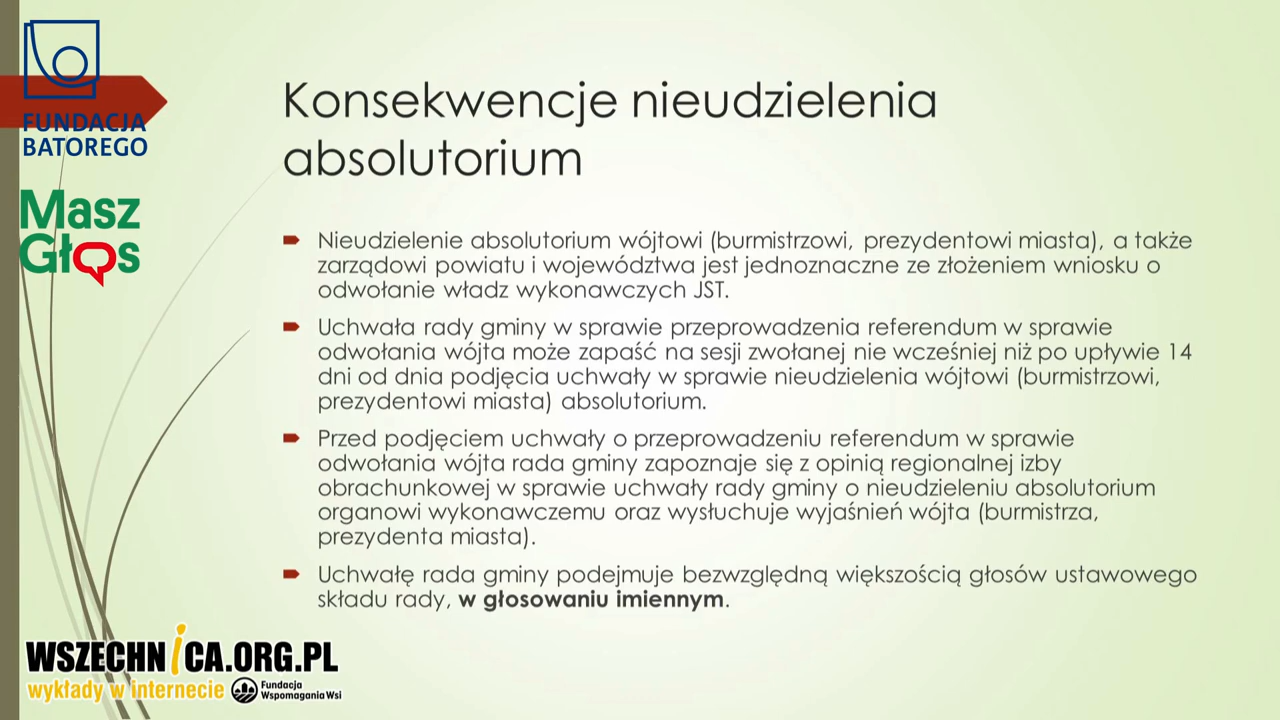 FUNDACJA
BATOREGO
Masz
Głos
Konsekwencje nieudzielenia
absolutorium
Nieudzielenie absolutorium wójtowi (burmistrzowi, prezydentowi miasta), a także
zarządowi powiatu i województwa jest jednoznaczne ze złożeniem wniosku o
odwołanie władz wykonawczych JST.
Uchwała rady gminy w sprawie przeprowadzenia referendum w sprawie
odwołania wójta może zapaść na sesji zwołanej nie wcześniej niż po upływie 14
dni od dnia podjęcia uchwały w sprawie nieudzielenia wójtowi (burmistrzowi,
prezydentowi miasta) absolutorium.
Przed podjęciem uchwały o przeprowadzeniu referendum w sprawie
odwołania wójta rada gminy zapoznaje się z opinią regionalnej izby
obrachunkowej w sprawie uchwały rady gminy o nieudzieleniu absolutorium
organowi wykonawczemu oraz wysłuchuje wyjaśnień wójta (burmistrza,
prezydenta miasta).
Uchwałę rada gminy podejmuje bezwzględną większością głosów ustawowego
składu rady, w głosowaniu imiennym.
WSZECHNiCA.ORG.PL
wykłady w internecie
Fundacja
Wspomagania Wsi